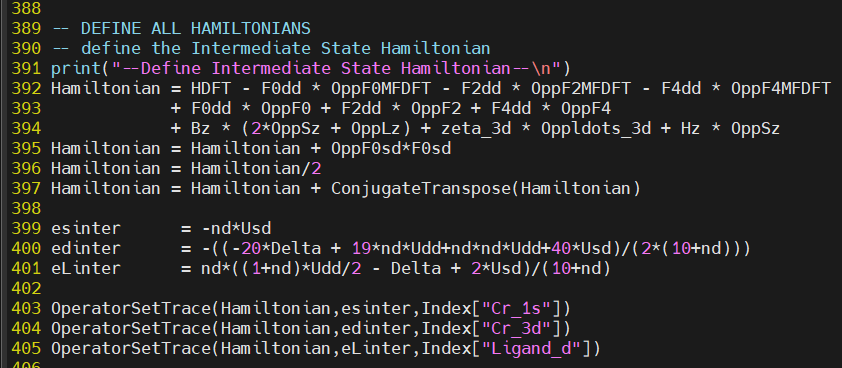 388
389 -- DEFINE ALL HAMILTONIANS
390 -- define the Intermediate State Hamiltonian
391 print("--Define Intermediate State Hamiltonian--\n")
392 Hamiltonian = HDFT - F0dd * OppF0MFDFT - F2dd * OppF2MFDFT - F4dd * OppF4MFDFT
393             + F0dd * OppF0 + F2dd * OppF2 + F4dd * OppF4
394             + Bz * (2*OppSz + OppLz) + zeta_3d * Oppldots_3d + Hz * OppSz
395 Hamiltonian = Hamiltonian + OppF0sd*F0sd
396 Hamiltonian = Hamiltonian/2
397 Hamiltonian = Hamiltonian + ConjugateTranspose(Hamiltonian)
398
399 esinter      = -nd*Usd
400 edinter      = -((-20*Delta + 19*nd*Udd+nd*nd*Udd+40*Usd)/(2*(10+nd)))
401 eLinter      = nd*((1+nd)*Udd/2 - Delta + 2*Usd)/(10+nd)
402
403 OperatorSetTrace(Hamiltonian,esinter,Index["Cr_1s"])
404 OperatorSetTrace(Hamiltonian,edinter,Index["Cr_3d"])
405 OperatorSetTrace(Hamiltonian,eLinter,Index["Ligand_d"])